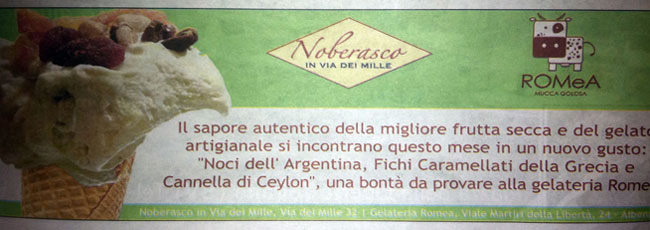 Noberasco
IN VIA DEI MILLE
ROMeA
MUCCA GOLOSA
Il sapore autentico della migliore frutta secca e del gelato
artigianale si incontrano questo mese in un nuovo gusto:
"Noci dell' Argentina, Fichi Caramellati della Grecia e
Cannella di Ceylon", una bontà da provare alla gelateria Rome
Noberasco in Via dei Mille, Via dei Mille 32 | Gelateria Romea, Viale Martiri della Libertà, 24 - Alben